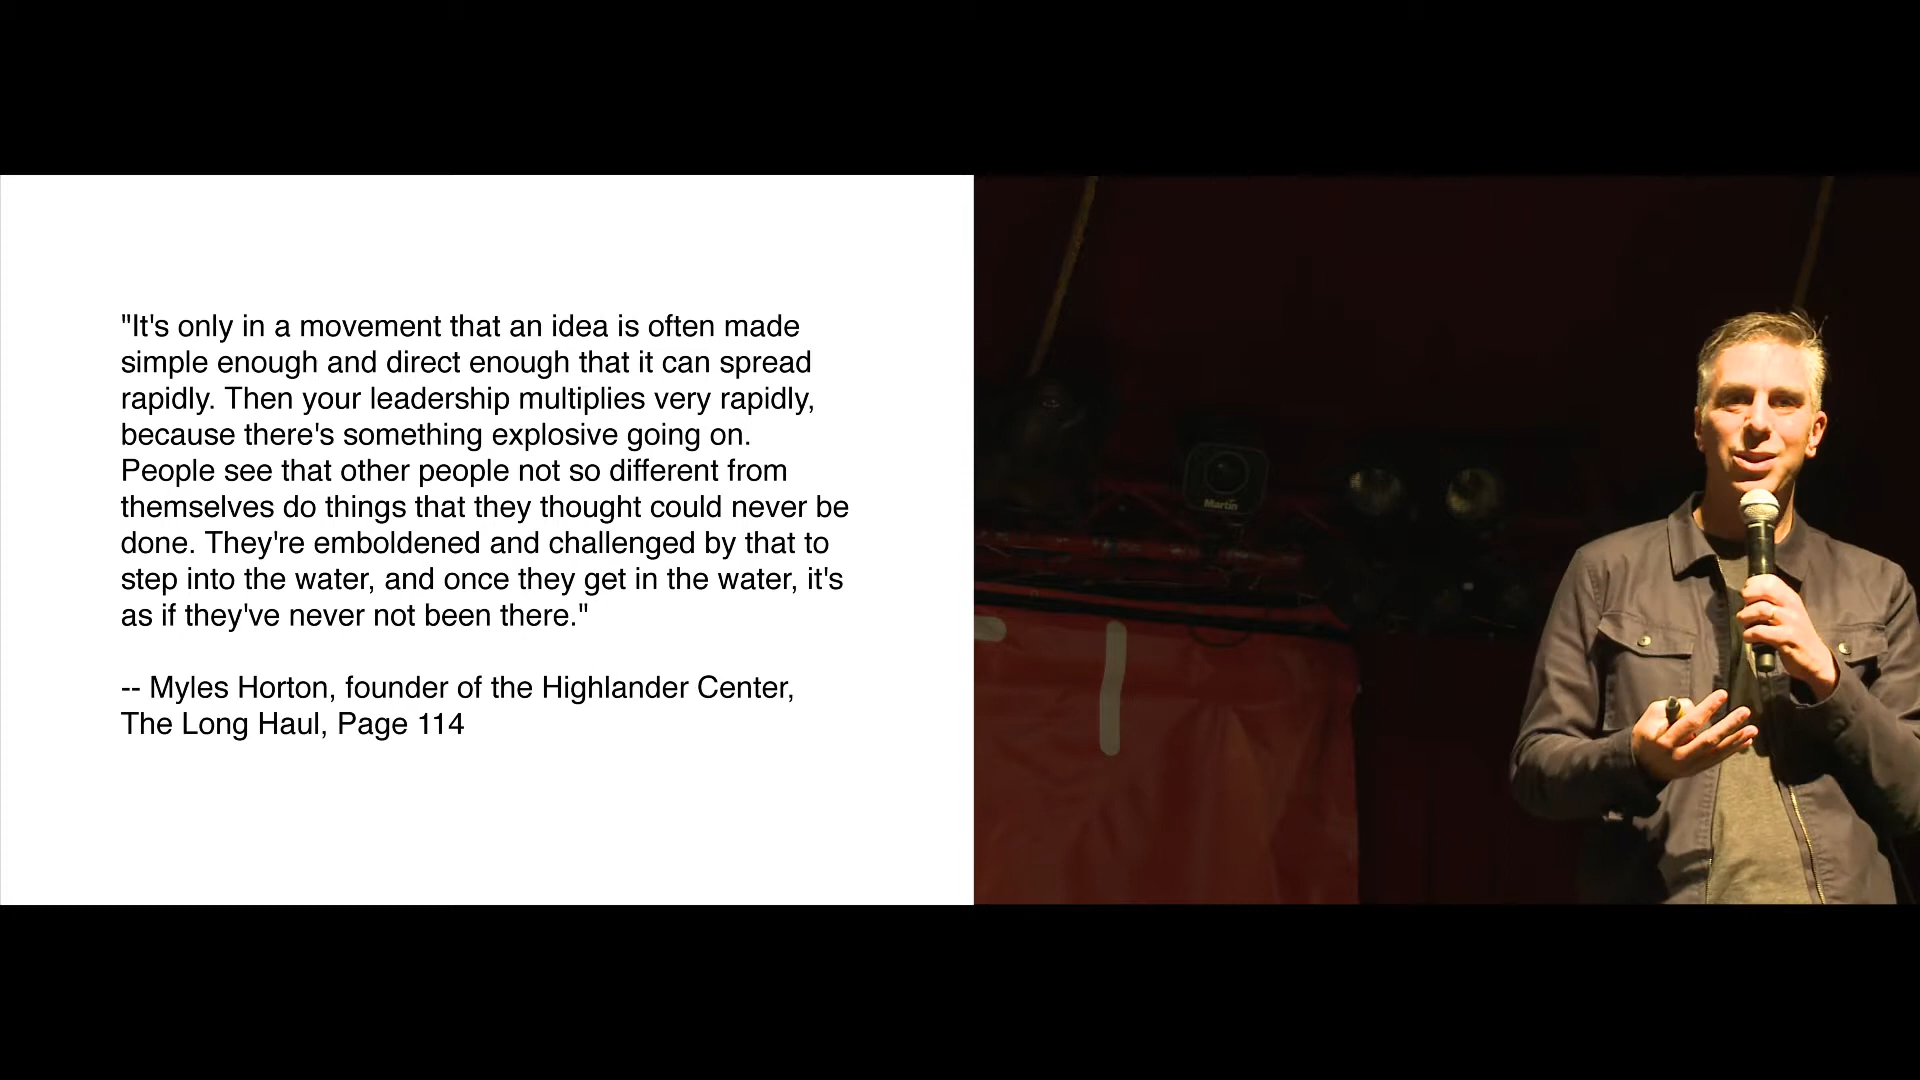 "It's only in a movement that an idea is often made
simple enough and direct enough that it can spread
rapidly. Then your leadership multiplies very rapidly,
because there's something explosive going on.
People see that other people not so different from
themselves do things that they thought could never be
done. They're emboldened and challenged by that to
step into the water, and once they get in the water, it's
as if they've never not been there."
-- Myles Horton, founder of the Highlander Center,
The Long Haul, Page 114
Martin